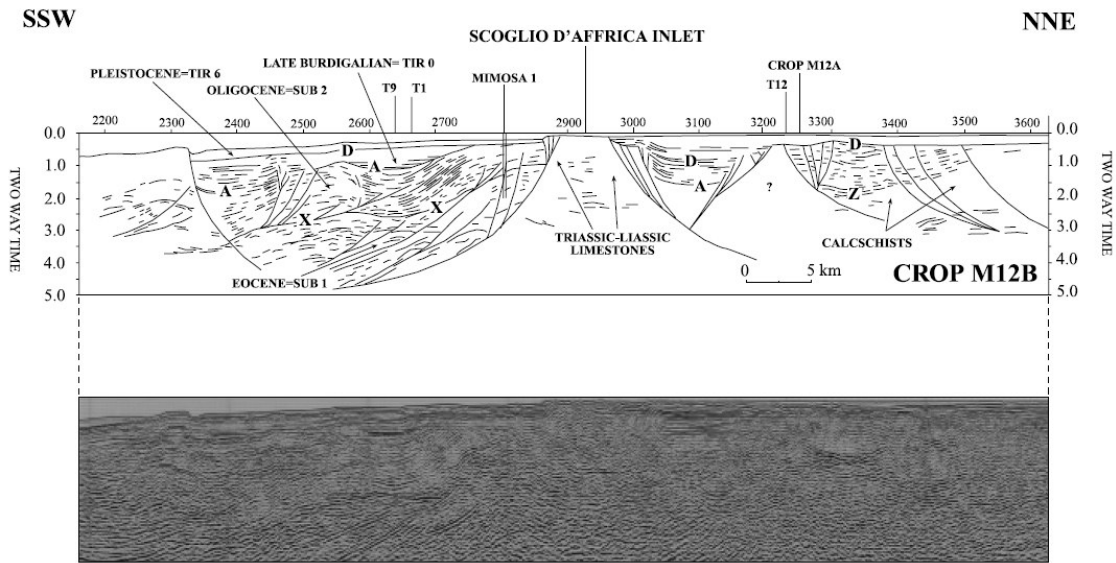 SSW
NNE
SCOGLIO D'AFFRICA INLET
LATE BURDIGALIAN= TIR 0
CROP M12A
PLEISTOCENE=TIR 6
MIMOSA 1
OLIGOCENE=SUB 2
T9 T1
T12
2200 2300 2400 2500 2600 2700 2900 3000 3100 3200 3300 3400 3500 3600
0.0 0.0
D D
A A D
1.0 1.0
A A ? Z
2.0 2.0
X X
3.0 3.0
TRIASSIC-LIASSIC
LIMESTONES
CALCSCHISTS
4.0 4.0
EOCENE=SUB 1
0 5 km
CROP M12B
5.0 5.0
TWO WAY TIME
TWO WAY TIME